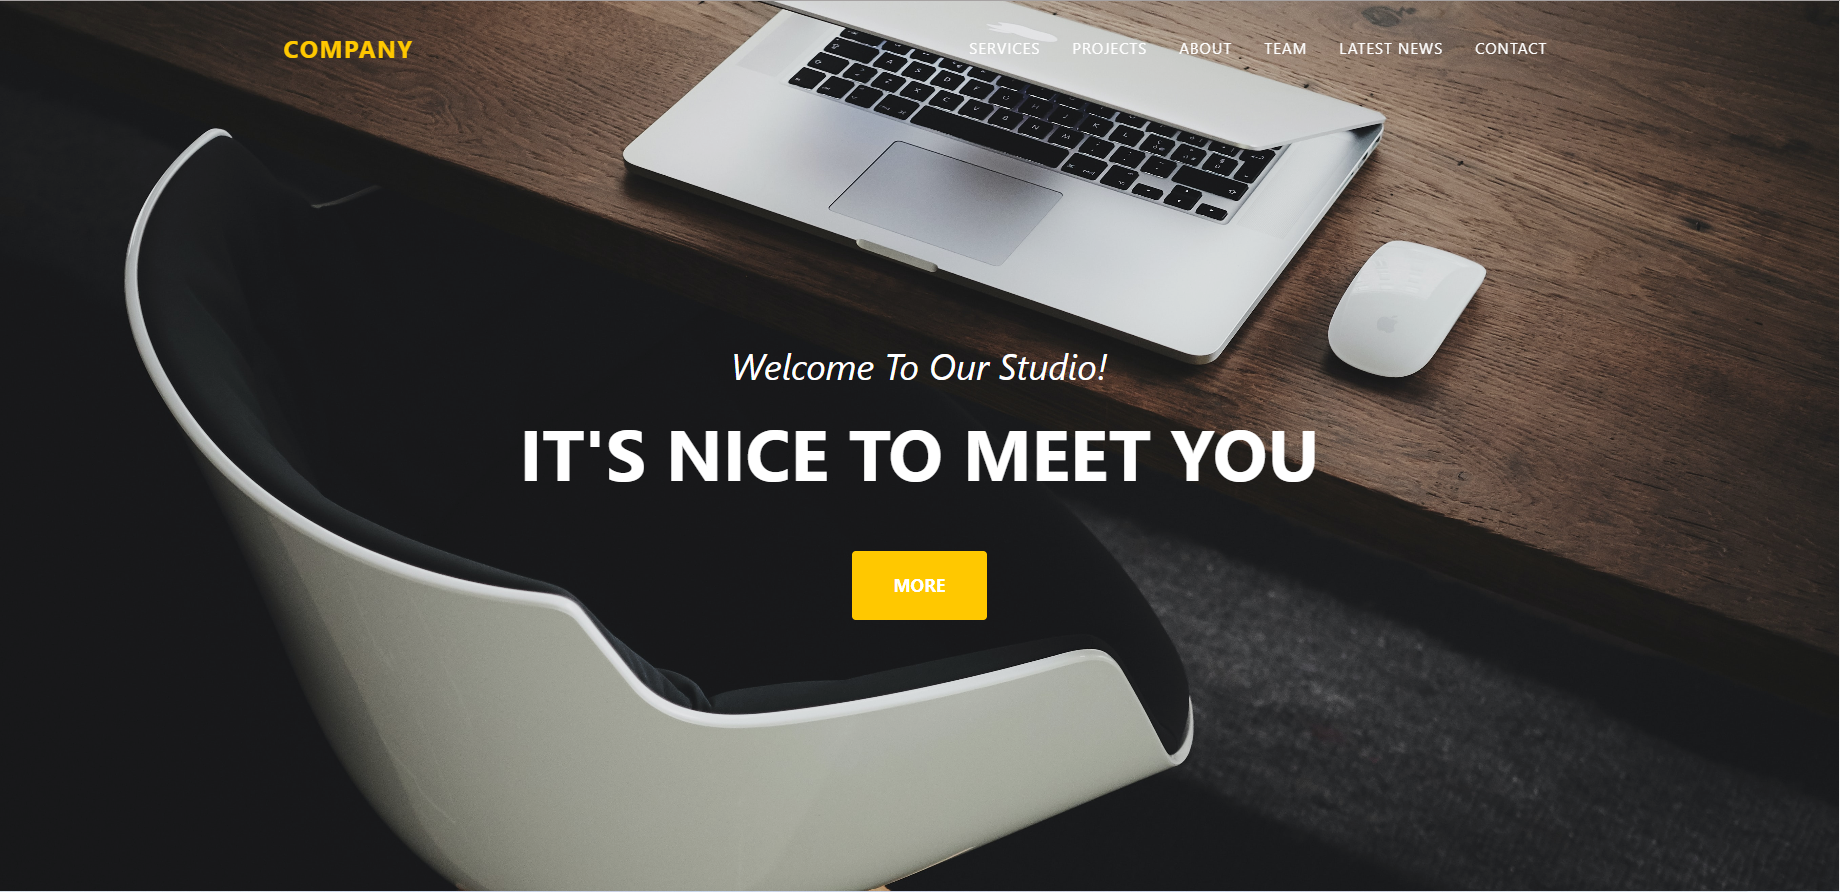 COMPANY
SERVICES PROJECTS ABOUT TEAM LATEST NEWS CONTACT
Welcome To Our Studio!
IT'S NICE TO MEET YOU
MORE